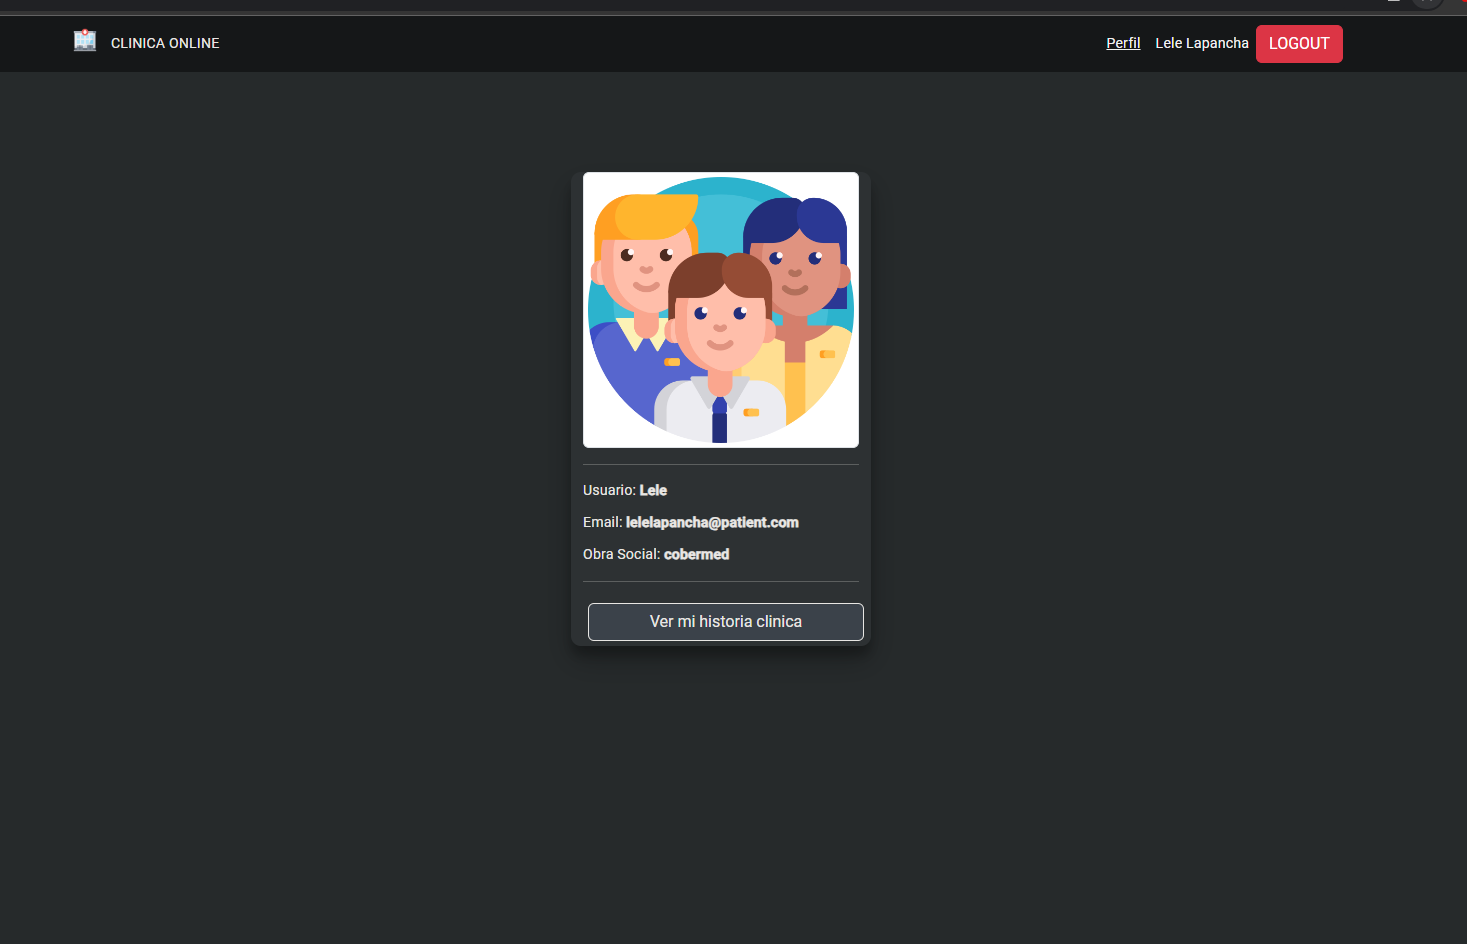 CLINICA ONLINE
Perfil Lele Lapancha LOGOUT
Usuario: Lele
Email: lelelapancha@patient.com
Obra Social: cobermed
Ver mi historia clinica